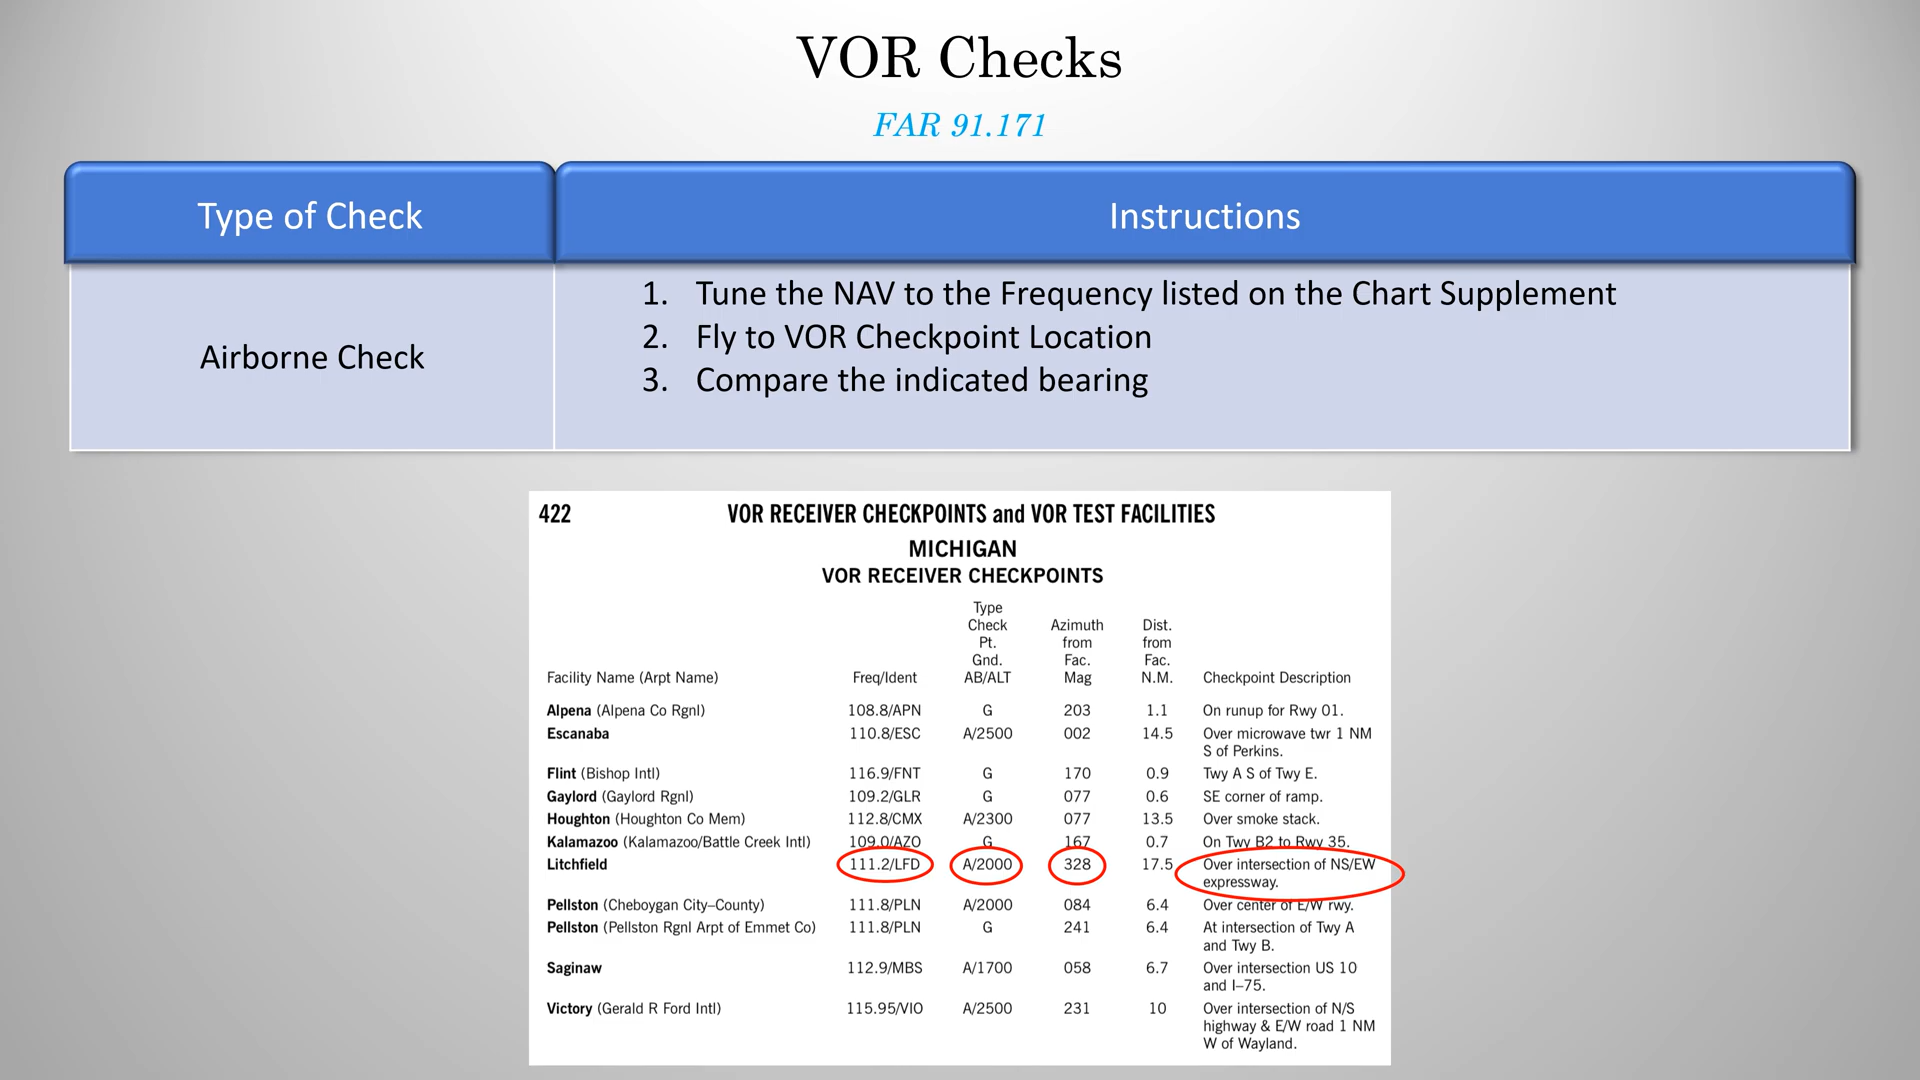 VOR Checks
FAR 91.171
Type of Check Instructions
Airborne Check
1. Tune the NAV to the Frequency listed on the Chart Supplement
2. Fly to VOR Checkpoint Location
3. Compare the indicated bearing
422 VOR RECEIVER CHECKPOINTS and VOR TEST FACILITIES
MICHIGAN
VOR RECEIVER CHECKPOINTS
Type
Check Azimuth Dist.
Pt. from from
Gnd. Fac. Fac.
Facility Name (Arpt Name) Freq/Ident AB/ALT Mag N.M. Checkpoint Description
Alpena (Alpena Co Rgnl) 108.8/APN G 203 1.1 On runup for Rwy 01.
Escanaba 110.8/ESC A/2500 002 14.5 Over microwave twr 1 NM
S of Perkins.
Flint (Bishop Intl) 116.9/FNT G 170 0.9 Twy A S of Twy E.
Gaylord (Gaylord Rgnl) 109.2/GLR G 077 0.6 SE corner of ramp.
Houghton (Houghton Co Mem) 112.8/CMX A/2300 077 13.5 Over smoke stack.
Kalamazoo (Kalamazoo/Battle Creek Intl) 109.0/AZO G 167 0.7 On Twy B2 to Rwy 35.
Litchfield 111.2/LFD A/2000 328 17.5 Over intersection of NS/EW
expressway.
Pellston (Cheboygan City–County) 111.8/PLN A/2000 084 6.4 Over center of E/W rwy.
Pellston (Pellston Rgnl Arpt of Emmet Co) 111.8/PLN G 241 6.4 At intersection of Twy A
and Twy B.
Saginaw 112.9/MBS A/1700 058 6.7 Over intersection US 10
and I–75.
Victory (Gerald R Ford Intl) 115.95/VIO A/2500 231 10 Over intersection of N/S
highway & E/W road 1 NM
W of Wayland.